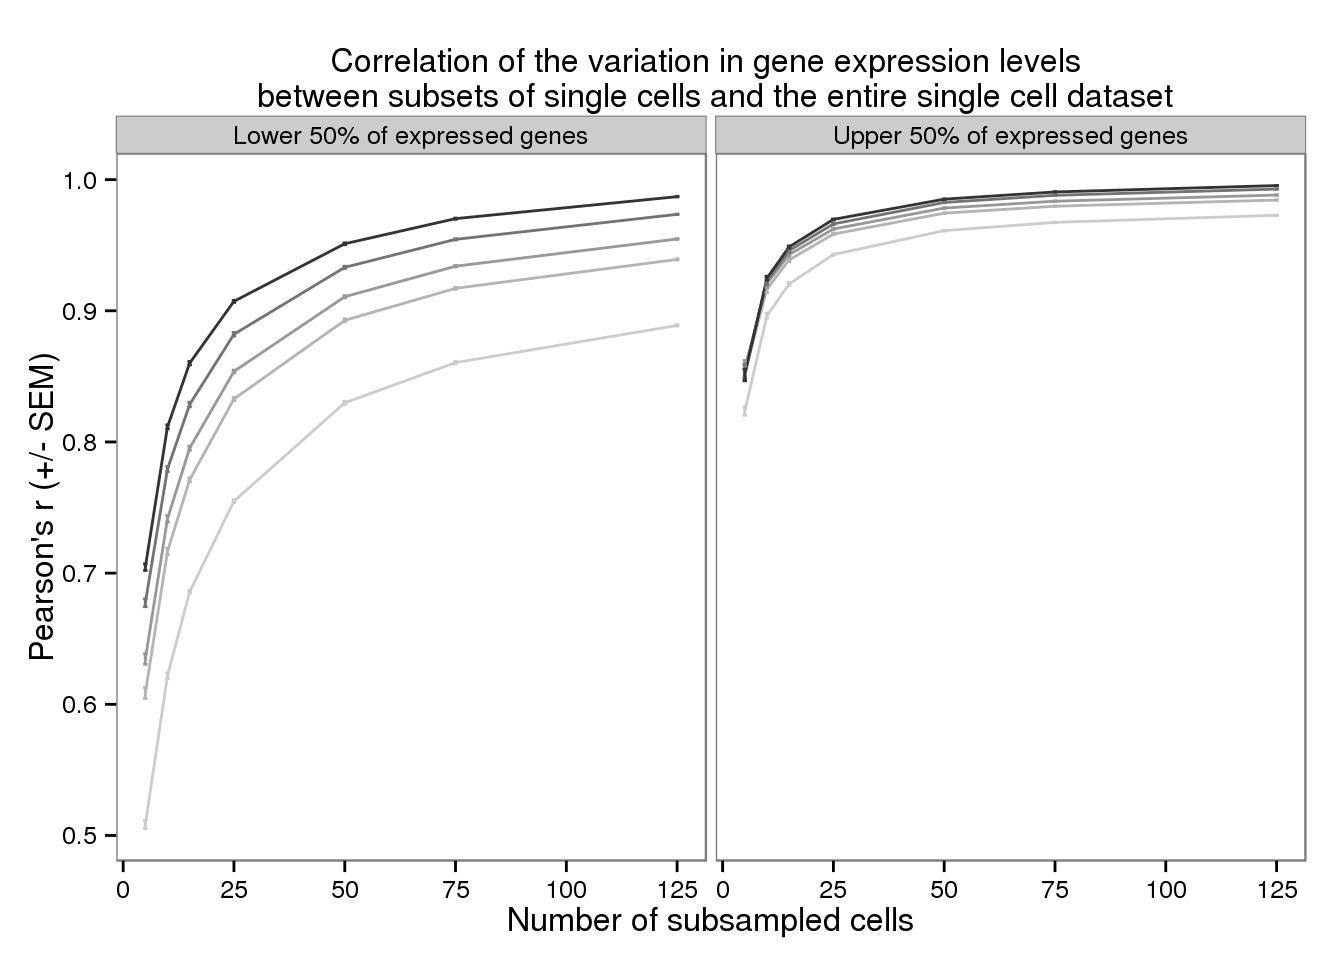 Correlation of the variation in gene expression levels
between subsets of single cells and the entire single cell dataset
Lower 50% of expressed genes
Upper 50% of expressed genes
Pearson's r (+/- SEM)
1.0
0.9
0.8
0.7
0.6
0.5
0 25 50 75 100 125
0 25 50 75 100 125
Number of subsampled cells